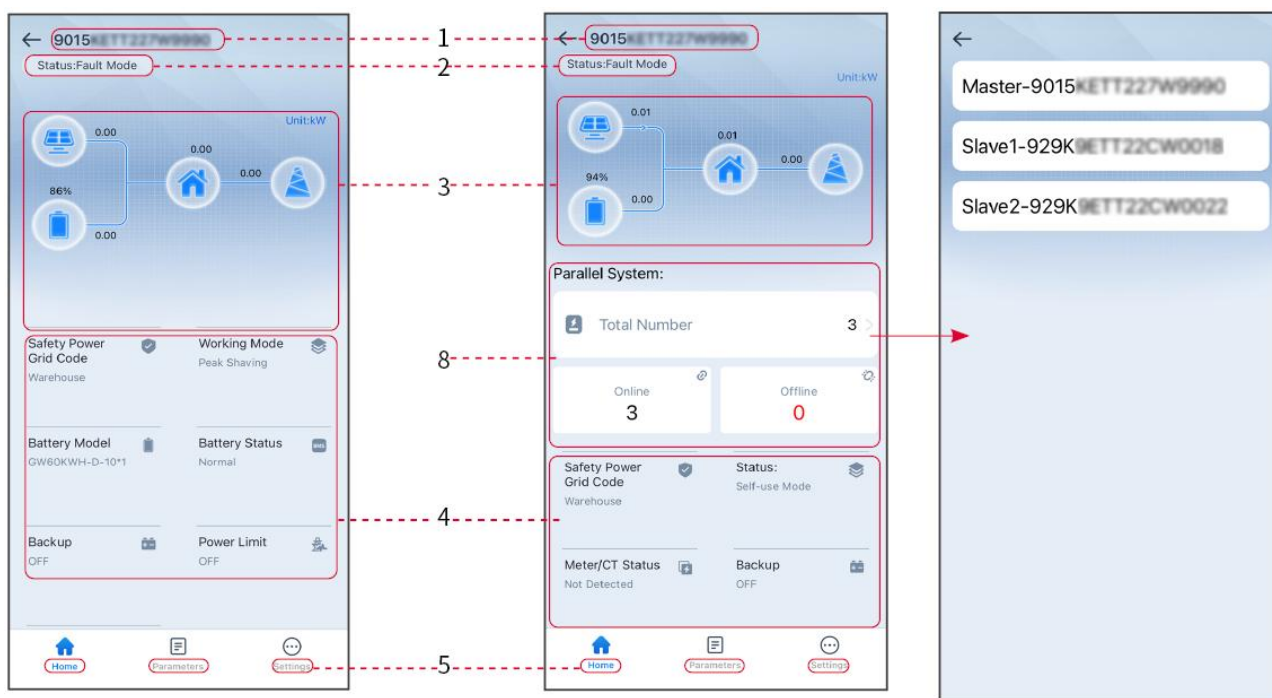 9015
Status:Fault Mode
Unit:kW
0.00
0.00
0.00
86%
0.00
Safety Power
Grid Code
Warehouse
Working Mode
Peak Shaving
Battery Model
GW60KWH-D-10*1
Battery Status
BMS
Normal
Backup
OFF
Power Limit
OFF
Home
Parameters
Settings
1
2
3
8
4
5
9015
Status:Fault Mode
Unit:kW
0.01
0.01
0.00
94%
0.00
Parallel System:
Total Number
3
Online
3
Offline
0
Safety Power
Grid Code
Warehouse
Status:
Self-use Mode
Meter/CT Status
Not Detected
Backup
OFF
Home
Parameters
Settings
Master-9015
Slave1-929K
Slave2-929K